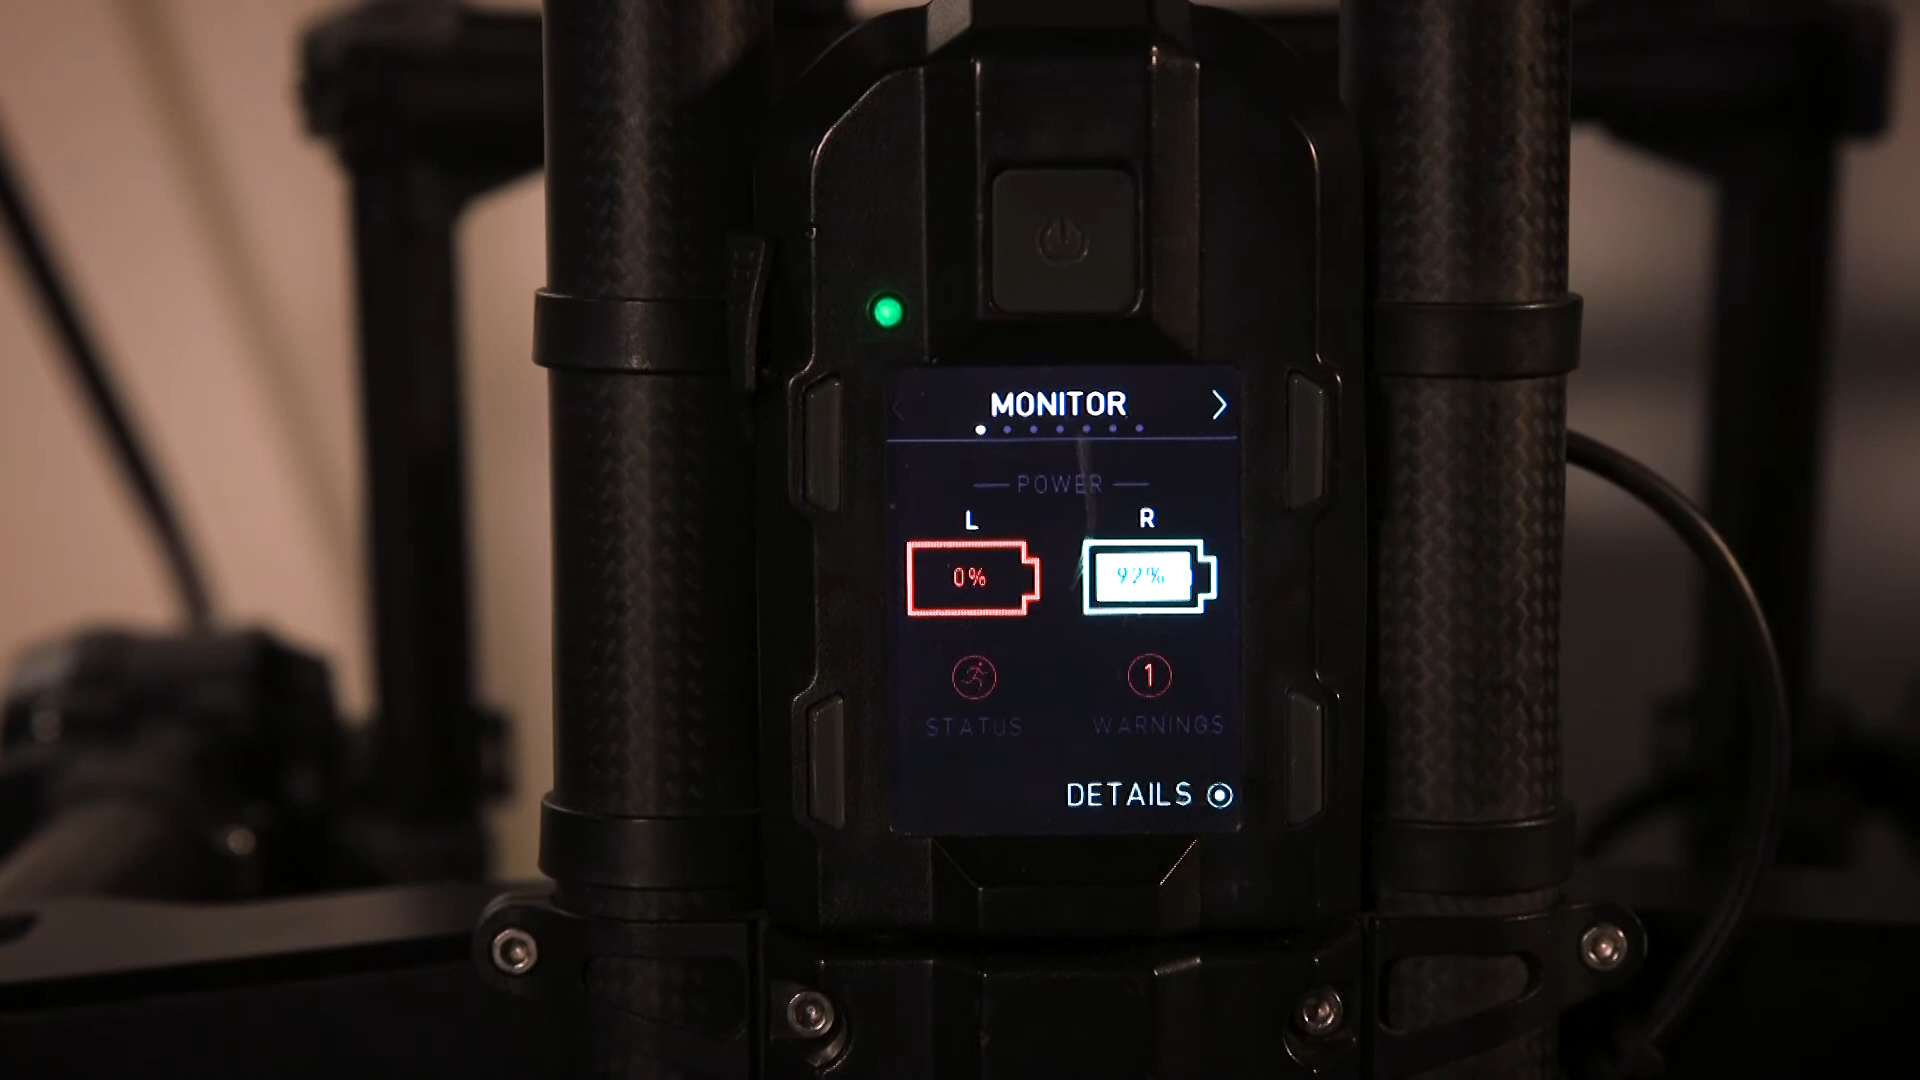 MONITOR
POWER
L R
0% 92%
1
STATUS WARNINGS
DETAILS